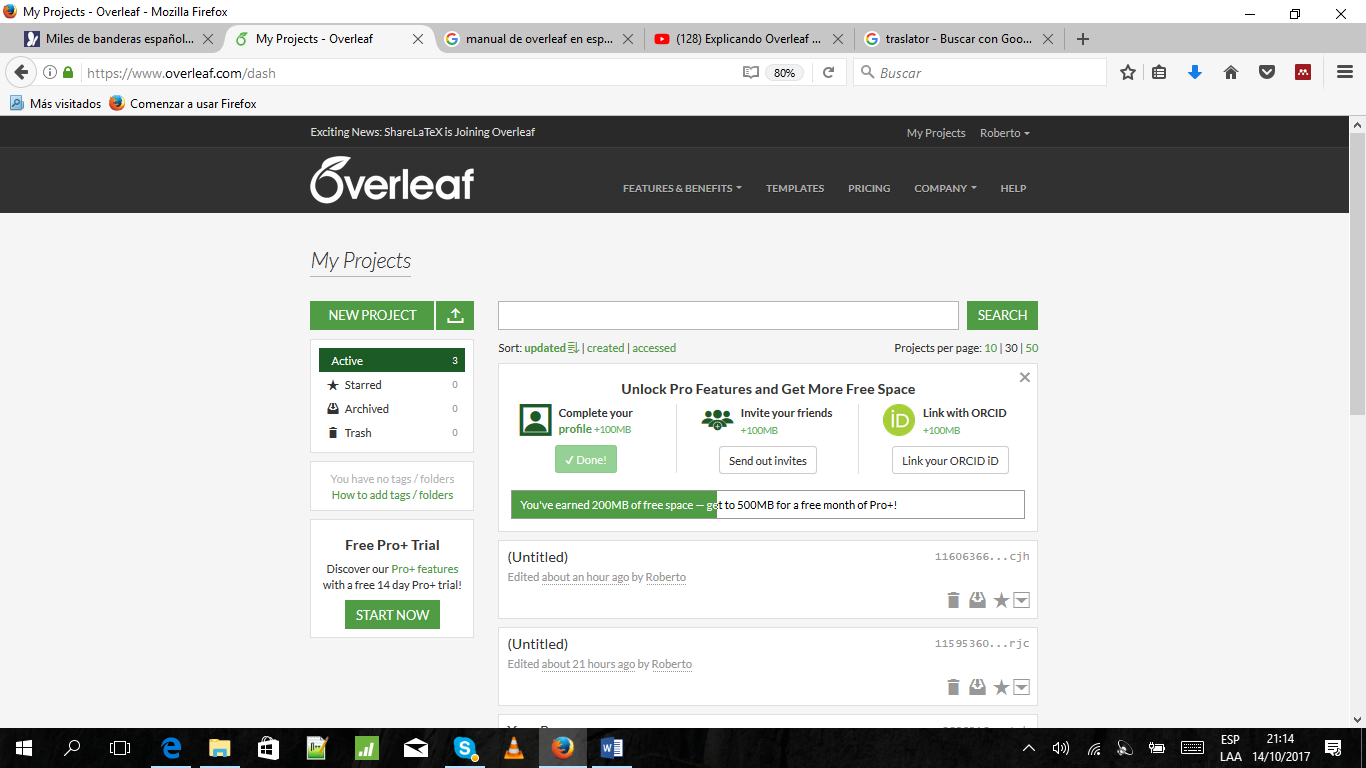 My Projects - Overleaf - Mozilla Firefox
Miles de banderas español...
My Projects - Overleaf
manual de overleaf en esp...
(128) Explicando Overleaf ...
traslator - Buscar con Goo...
https://www.overleaf.com/dash
80%
Buscar
Más visitados
Comenzar a usar Firefox
Exciting News: ShareLaTeX is Joining Overleaf
My Projects
Roberto
Overleaf
FEATURES & BENEFITS
TEMPLATES
PRICING
COMPANY
HELP
My Projects
NEW PROJECT
SEARCH
Sort: updated | created | accessed
Projects per page: 10 | 30 | 50
Active 3
Starred 0
Archived 0
Trash 0
You have no tags / folders
How to add tags / folders
Free Pro+ Trial
Discover our Pro+ features
with a free 14 day Pro+ trial!
START NOW
Unlock Pro Features and Get More Free Space
Complete your
profile +100MB
Done!
Invite your friends
+100MB
Send out invites
iD
Link with ORCID
+100MB
Link your ORCID iD
You've earned 200MB of free space — get to 500MB for a free month of Pro+!
(Untitled)
11606366...cjh
Edited about an hour ago by Roberto
(Untitled)
11595360...rjc
Edited about 21 hours ago by Roberto
ESP
LAA
21:14
14/10/2017